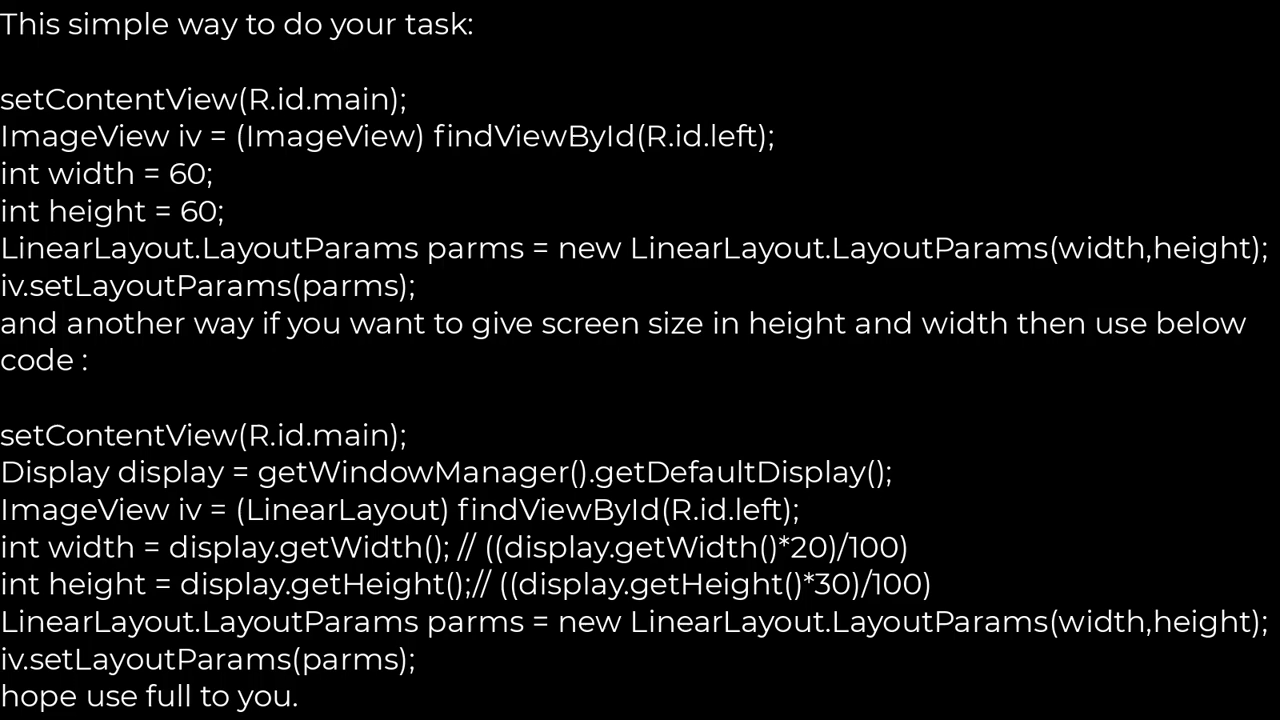 This simple way to do your task:
setContentView(R.id.main);
ImageView iv = (ImageView) findViewById(R.id.left);
int width = 60;
int height = 60;
LinearLayout.LayoutParams parms = new LinearLayout.LayoutParams(width,height);
iv.setLayoutParams(parms);
and another way if you want to give screen size in height and width then use below
code :
setContentView(R.id.main);
Display display = getWindowManager().getDefaultDisplay();
ImageView iv = (LinearLayout) findViewById(R.id.left);
int width = display.getWidth(); // ((display.getWidth()*20)/100)
int height = display.getHeight();// ((display.getHeight()*30)/100)
LinearLayout.LayoutParams parms = new LinearLayout.LayoutParams(width,height);
iv.setLayoutParams(parms);
hope use full to you.